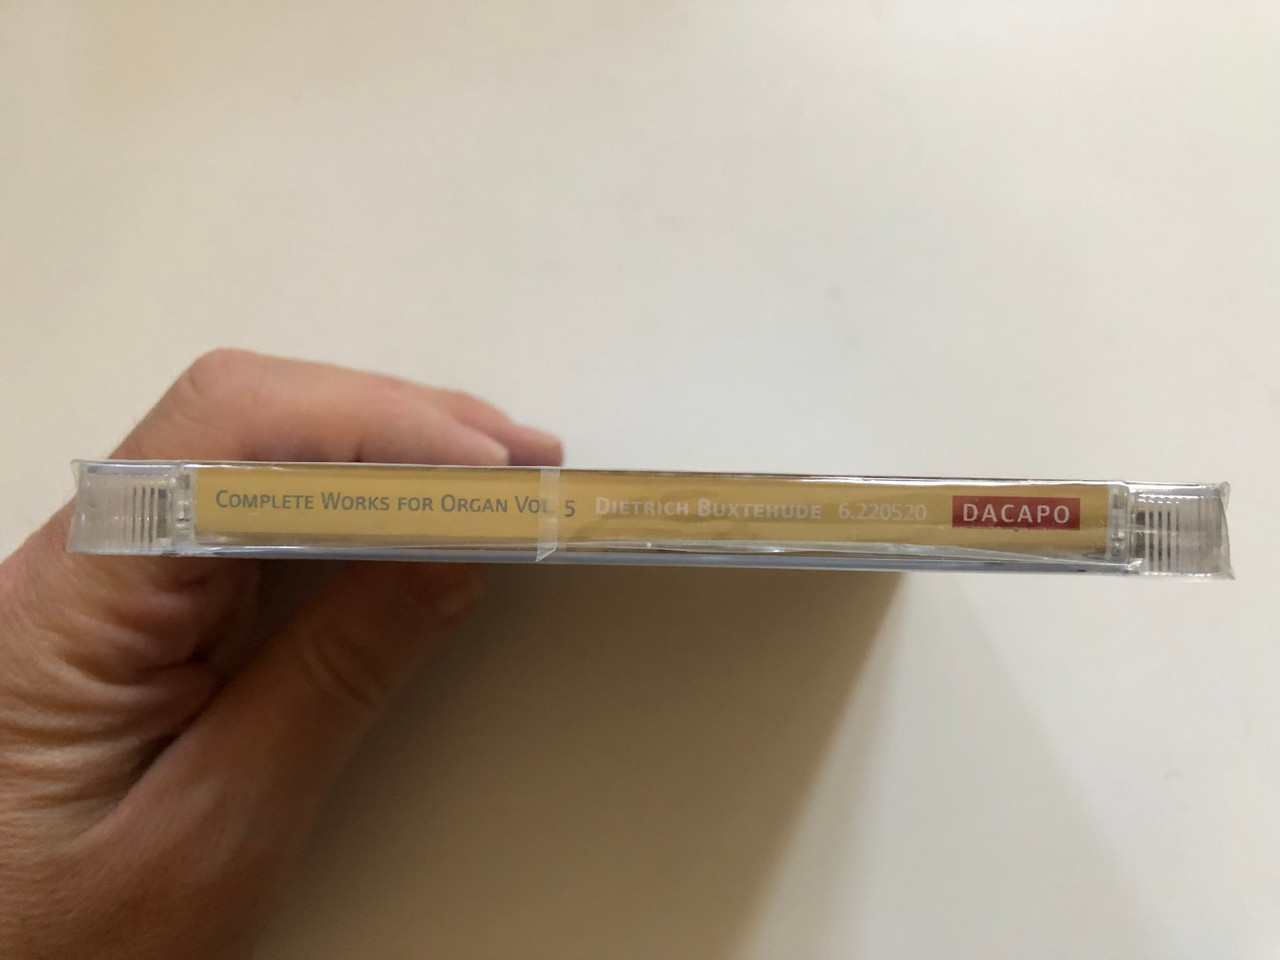 Complete Works for Organ Vol. 5 Dietrich Buxtehude 6.220520 DACAPO